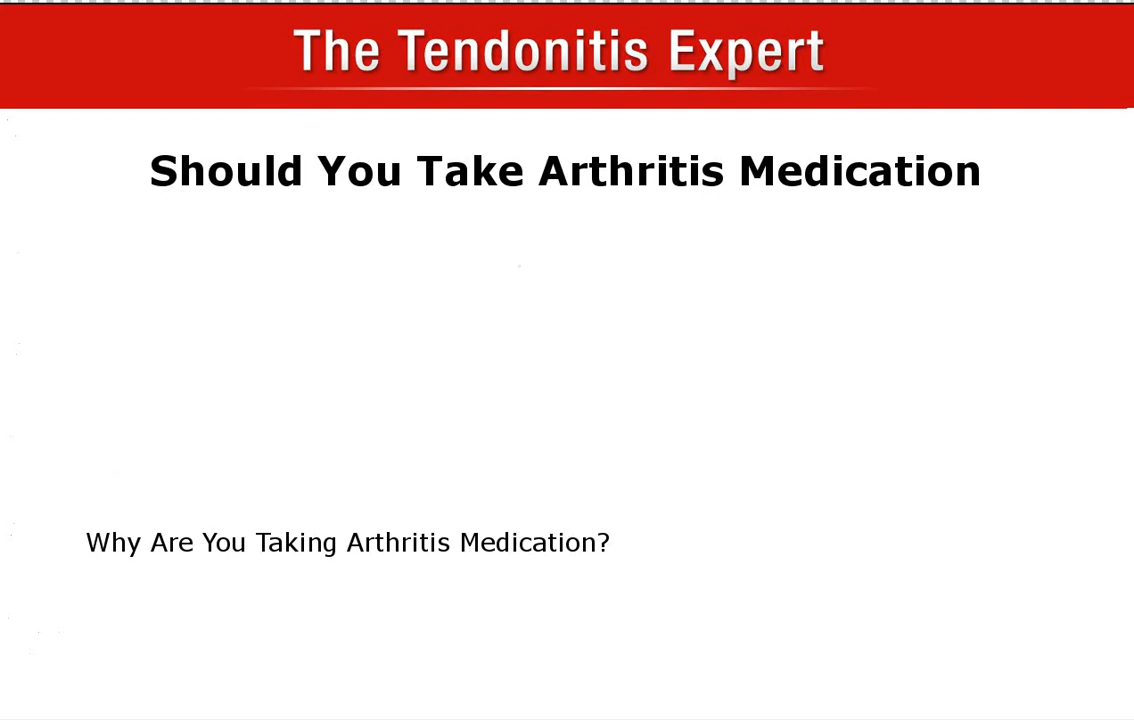 The Tendonitis Expert
Should You Take Arthritis Medication
Why Are You Taking Arthritis Medication?